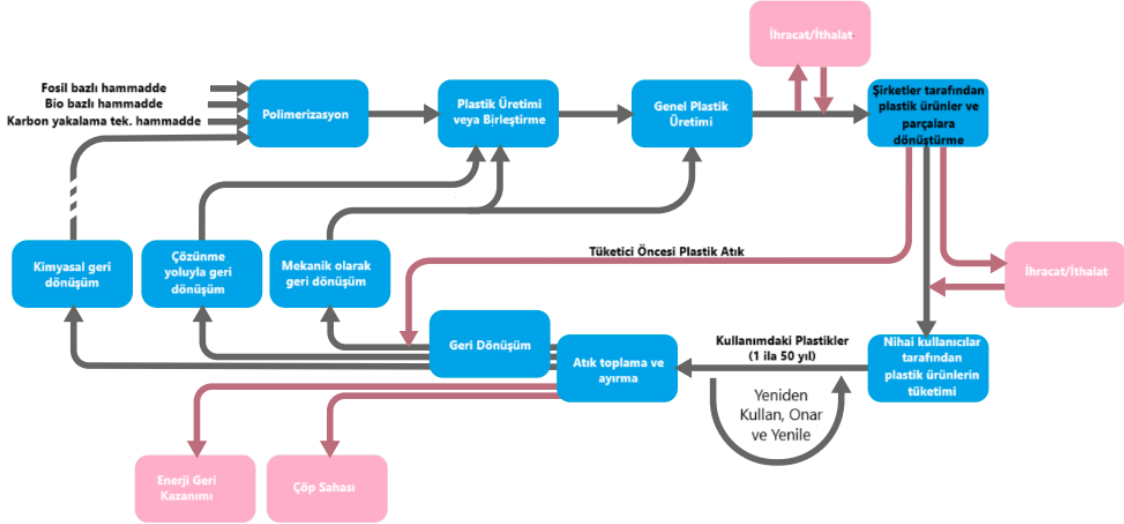 İhracat/İthalat
Fosil bazlı hammadde
Bio bazlı hammadde
Karbon yakalama tek. hammadde
Polimerizasyon
Plastik Üretimi
veya Birleştirme
Genel Plastik
Üretimi
Şirketler tarafından
plastik ürünler ve
parçalara
dönüştürme
Kimyasal geri
dönüşüm
Çözünme
yoluyla geri
dönüşüm
Mekanik olarak
geri dönüşüm
Tüketici Öncesi Plastik Atık
İhracat/İthalat
Geri Dönüşüm
Atık toplama ve
ayırma
Kullanımdaki Plastikler
(1 ila 50 yıl)
Yeniden
Kullan, Onar
ve Yenile
Nihai kullanıcılar
tarafından
plastik ürünlerin
tüketimi
Enerji Geri
Kazanımı
Çöp Sahası